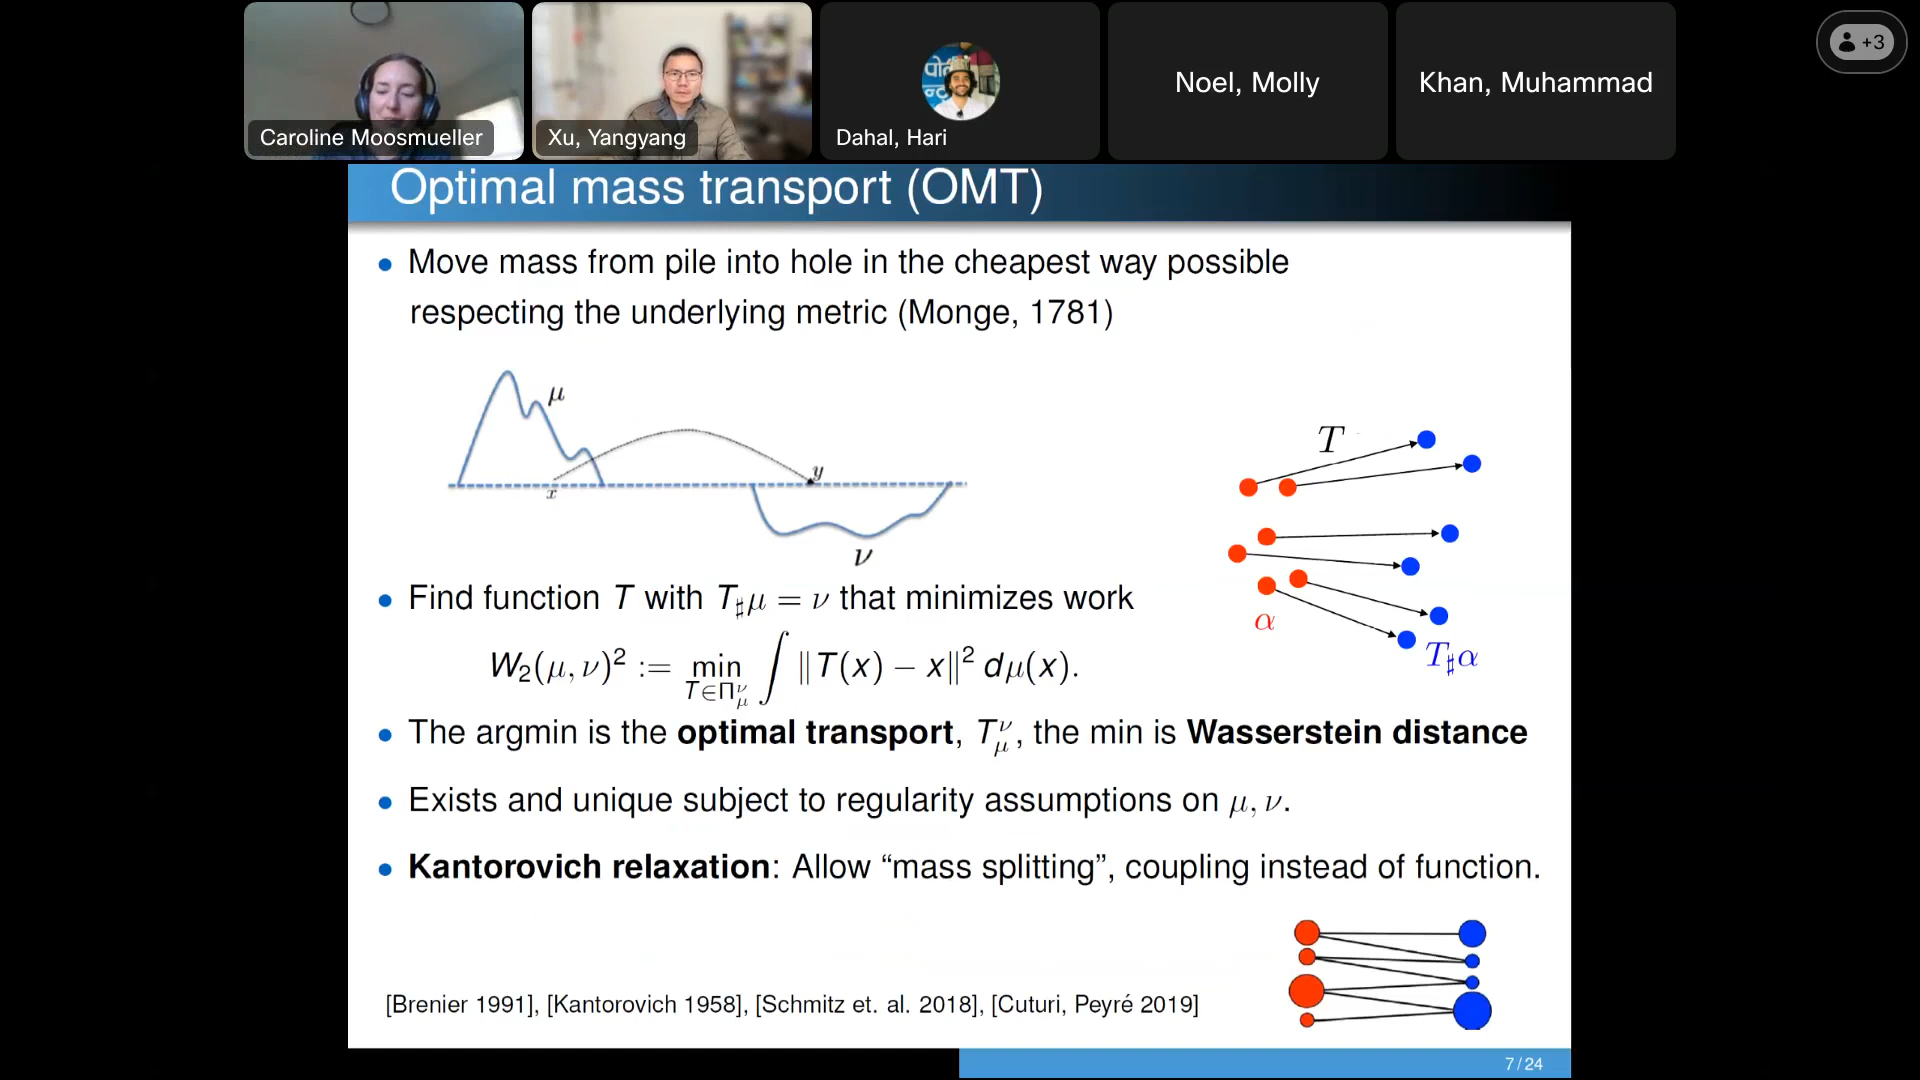 Caroline Moosmueller
Xu, Yangyang
पो
न्ट
Dahal, Hari
Noel, Molly
Khan, Muhammad
+3
Optimal mass transport (OMT)
• Move mass from pile into hole in the cheapest way possible
respecting the underlying metric (Monge, 1781)
μ
x
y
ν
T
α
T♯α
• Find function T with T♯μ = ν that minimizes work
W₂(μ, ν)² := min_{T∈Π_μ^ν} ∫ ‖T(x) − x‖² dμ(x).
• The argmin is the optimal transport, T_μ^ν, the min is Wasserstein distance
• Exists and unique subject to regularity assumptions on μ, ν.
• Kantorovich relaxation: Allow “mass splitting”, coupling instead of function.
[Brenier 1991], [Kantorovich 1958], [Schmitz et. al. 2018], [Cuturi, Peyré 2019]
7 / 24